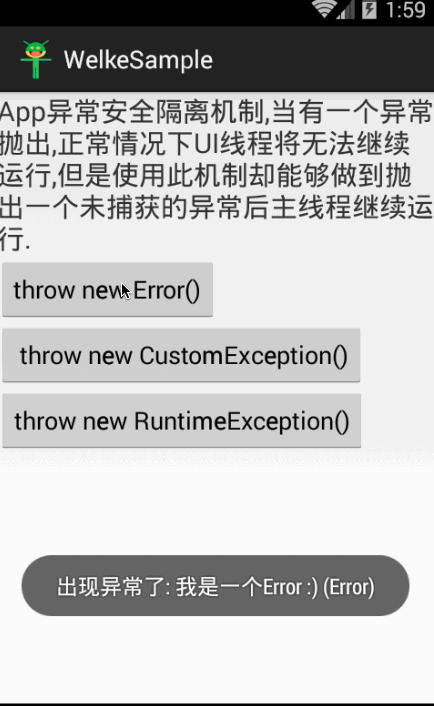 1:59
WelkeSample
App异常安全隔离机制,当有一个异常
抛出,正常情况下UI线程将无法继续
运行,但是使用此机制却能够做到抛
出一个未捕获的异常后主线程继续运
行.
throw new Error()
throw new CustomException()
throw new RuntimeException()
出现异常了: 我是一个Error :) (Error)